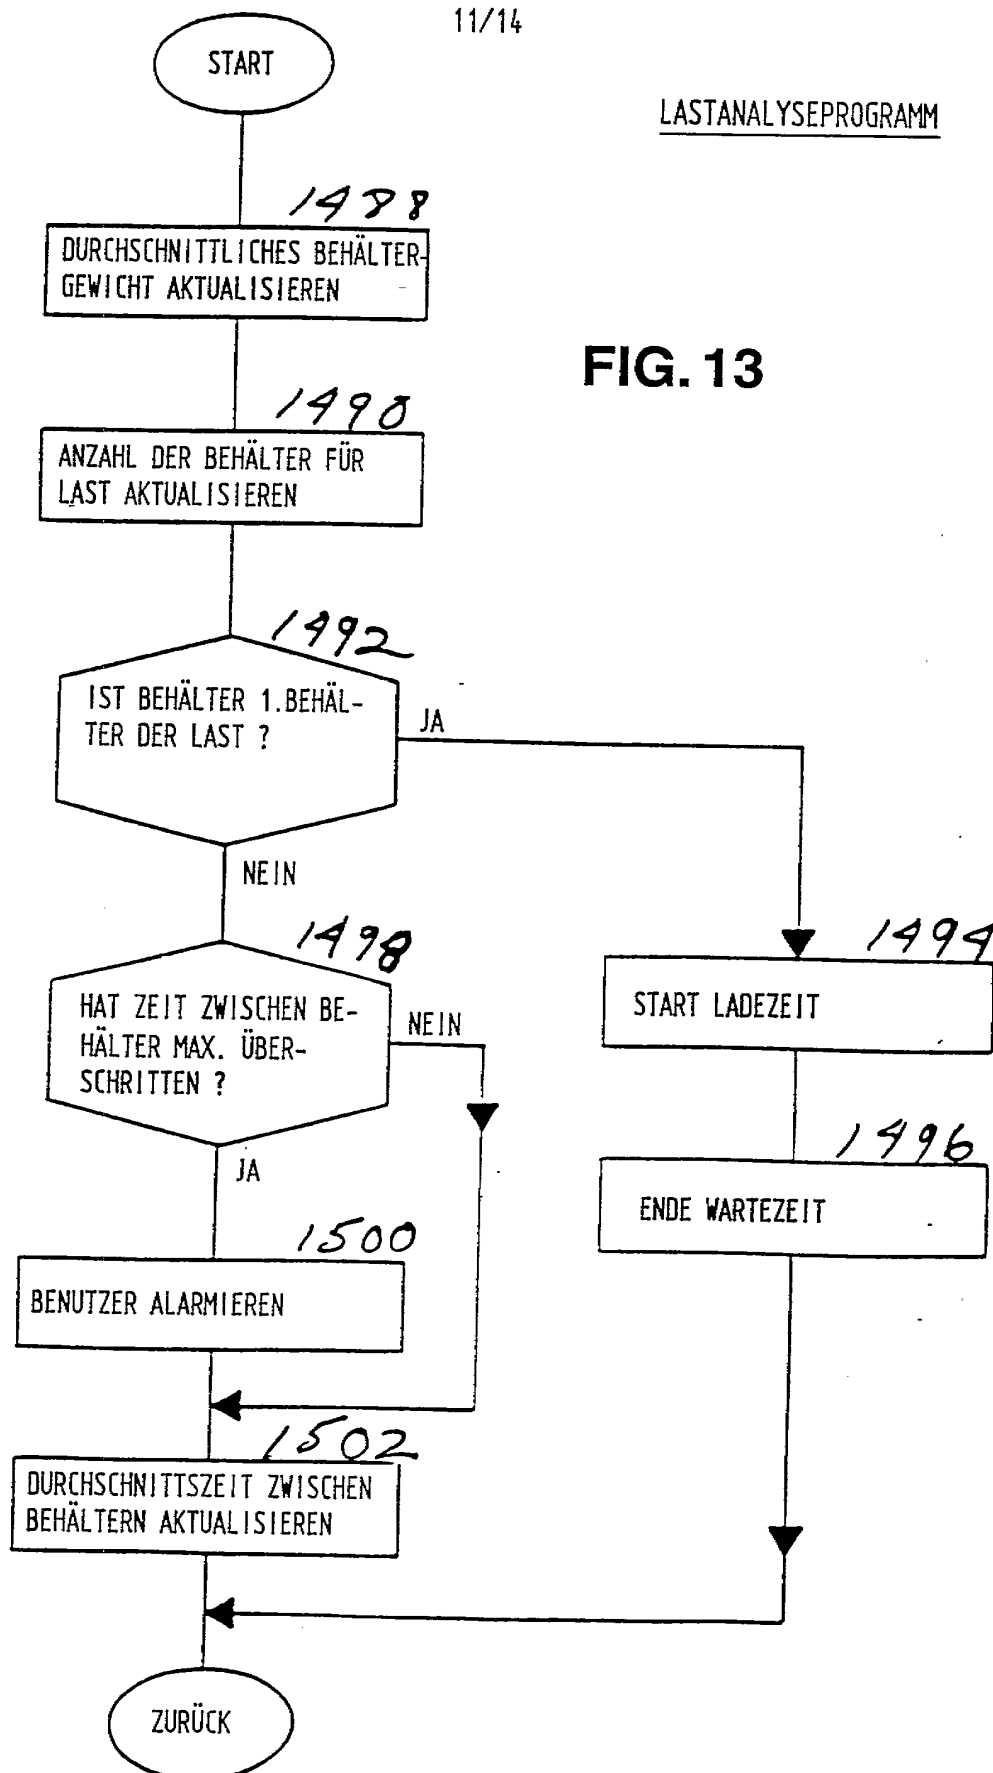 11/14
START
LASTANALYSEPROGRAMM
1488
DURCHSCHNITTLICHES BEHÄLTER-
GEWICHT AKTUALISIEREN
FIG. 13
1490
ANZAHL DER BEHÄLTER FÜR
LAST AKTUALISIEREN
1492
IST BEHÄLTER 1.BEHÄL-
TER DER LAST ?
JA
NEIN
1498
HAT ZEIT ZWISCHEN BE-
HÄLTER MAX. ÜBER-
SCHRITTEN ?
NEIN
1494
START LADEZEIT
1496
ENDE WARTEZEIT
JA
1500
BENUTZER ALARMIEREN
1502
DURCHSCHNITTSZEIT ZWISCHEN
BEHÄLTERN AKTUALISIEREN
ZURÜCK